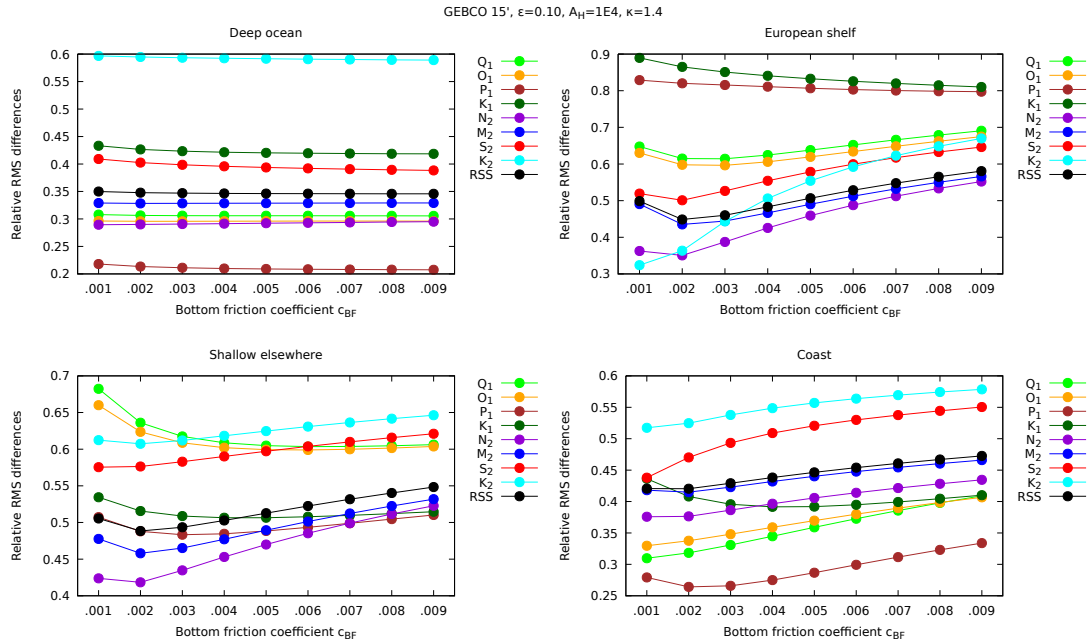 GEBCO 15', ε=0.10, A_H=1E4, κ=1.4
Deep ocean
Relative RMS differences
0.6
0.5
0.45
0.4
0.35
0.3
0.25
0.2
.001 .002 .003 .004 .005 .006 .007 .008 .009
Bottom friction coefficient c_BF
Q₁
O₁
P₁
K₁
N₂
M₂
S₂
K₂
RSS
European shelf
Relative RMS differences
0.9
0.8
0.7
0.6
0.5
0.4
0.3
.001 .002 .003 .004 .005 .006 .007 .008 .009
Bottom friction coefficient c_BF
Q₁
O₁
P₁
K₁
N₂
M₂
S₂
K₂
RSS
Shallow elsewhere
Relative RMS differences
0.7
0.65
0.6
0.55
0.5
0.45
0.4
.001 .002 .003 .004 .005 .006 .007 .008 .009
Bottom friction coefficient c_BF
Q₁
O₁
P₁
K₁
N₂
M₂
S₂
K₂
RSS
Coast
Relative RMS differences
0.6
0.55
0.5
0.45
0.4
0.35
0.3
0.25
.001 .002 .003 .004 .005 .006 .007 .008 .009
Bottom friction coefficient c_BF
Q₁
O₁
P₁
K₁
N₂
M₂
S₂
K₂
RSS